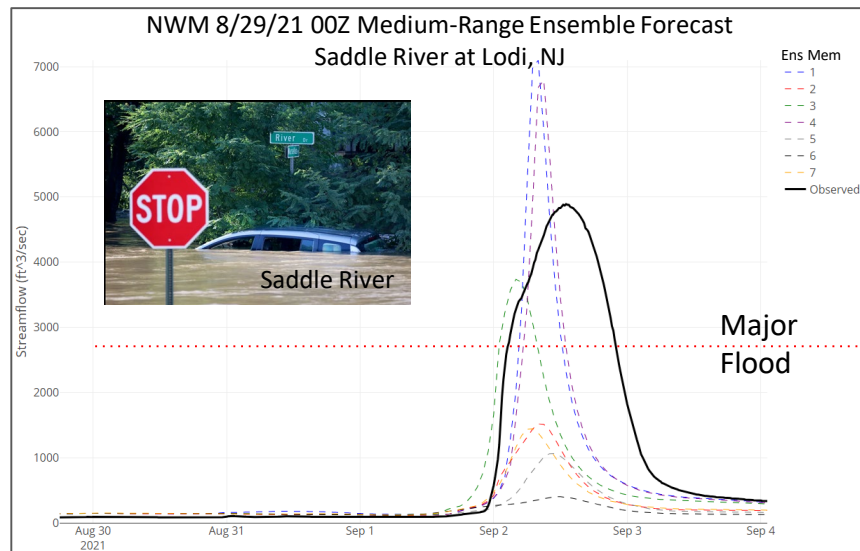 NWM 8/29/21 00Z Medium-Range Ensemble Forecast
Saddle River at Lodi, NJ
Ens Mem
1
2
3
4
5
6
7
Observed
7000
6000
5000
4000
3000
2000
1000
0
Streamflow (ft^3/sec)
River
STOP
Saddle River
Major
Flood
Aug 30
2021
Aug 31
Sep 1
Sep 2
Sep 3
Sep 4